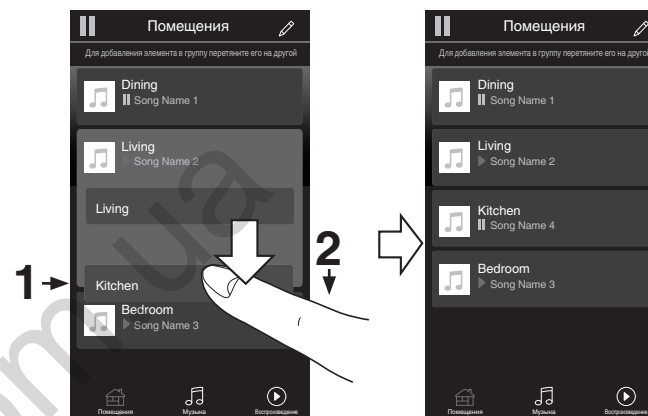 Помещения
Для добавления элемента в группу перетяните его на другой
Dining
Song Name 1
Living
Song Name 2
Living
Kitchen
Bedroom
Song Name 3
1
2
Помещения
Музыка
Воспроизведение
Помещения
Для добавления элемента в группу перетяните его на другой
Dining
Song Name 1
Living
Song Name 2
Kitchen
Song Name 4
Bedroom
Song Name 3
Помещения
Музыка
Воспроизведение
om ua